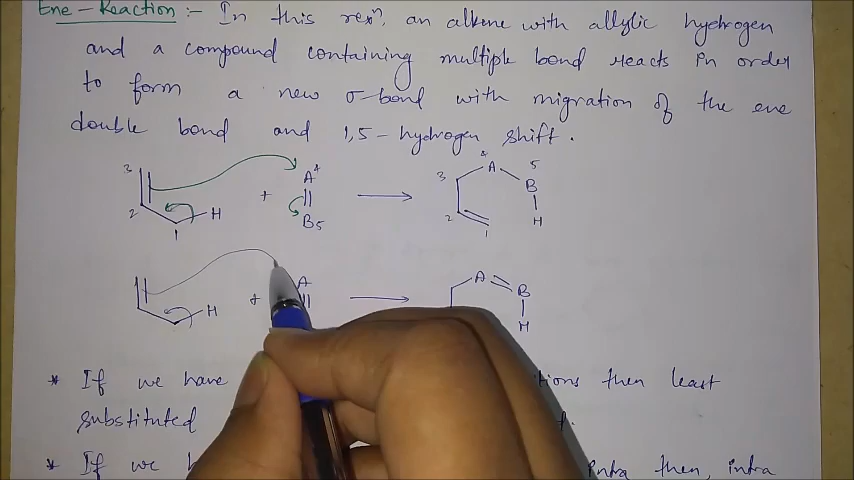 Ene-Reaction :- In this rexⁿ, an alkene with allylic hydrogen
and a compound containing multiple bond reacts in order
to form a new σ-bond with migration of the ene
double bond and 1,5-hydrogen shift.
3 4 A 4 A 5
3
+ B
2 H B5 H
1 2 1
A A B
H + H
* If we have tions then least
substituted
* If we intra then, intra